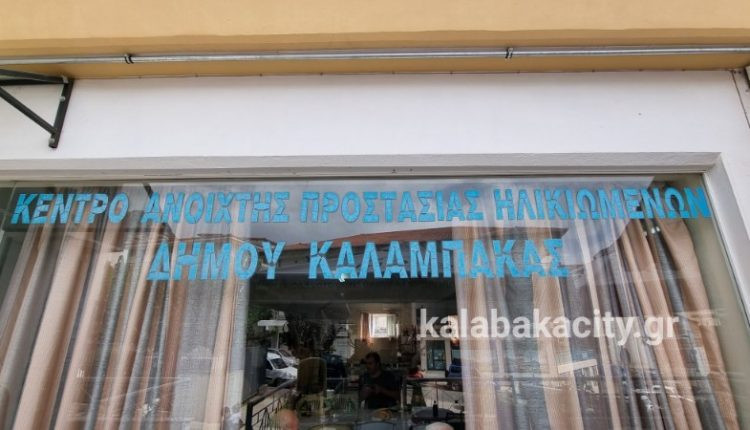 ΚΕΝΤΡΟ ΑΝΟΙΧΤΗΣ ΠΡΟΣΤΑΣΙΑΣ ΗΛΙΚΙΩΜΕΝΩΝ
ΔΗΜΟΥ ΚΑΛΑΜΠΑΚΑΣ
kalabakacity.gr